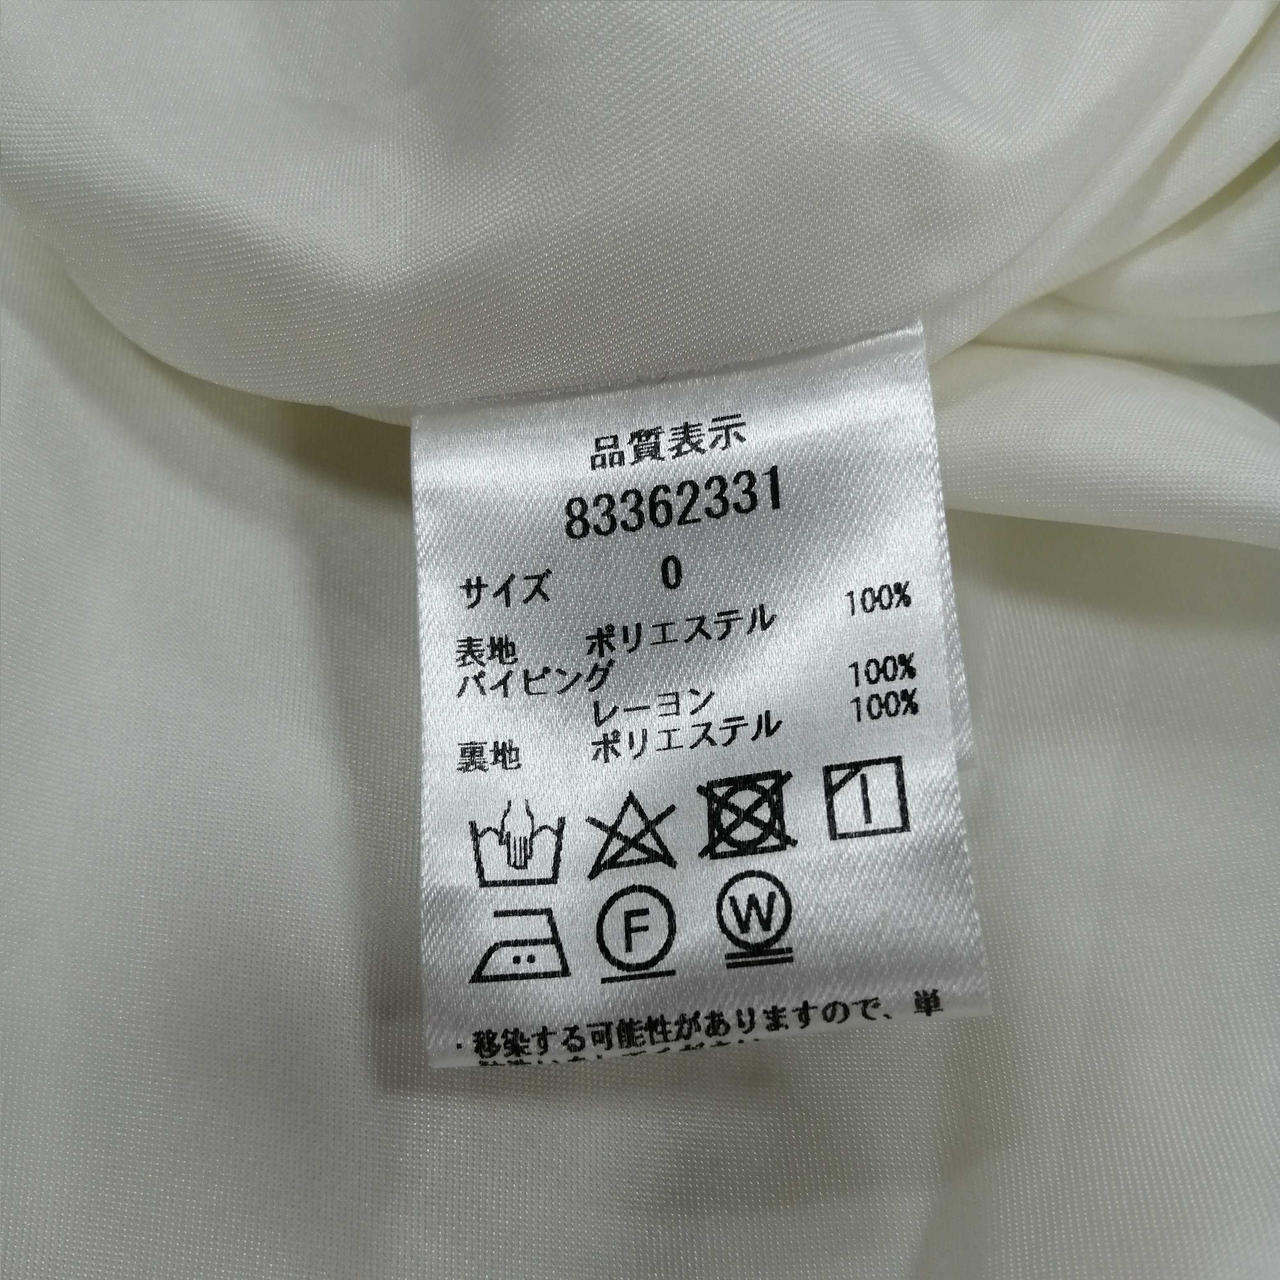 品質表示
83362331
サイズ 0
表地 ポリエステル 100%
パイピング
レーヨン 100%
裏地 ポリエステル 100%
F W
・移染する可能性がありますので、単